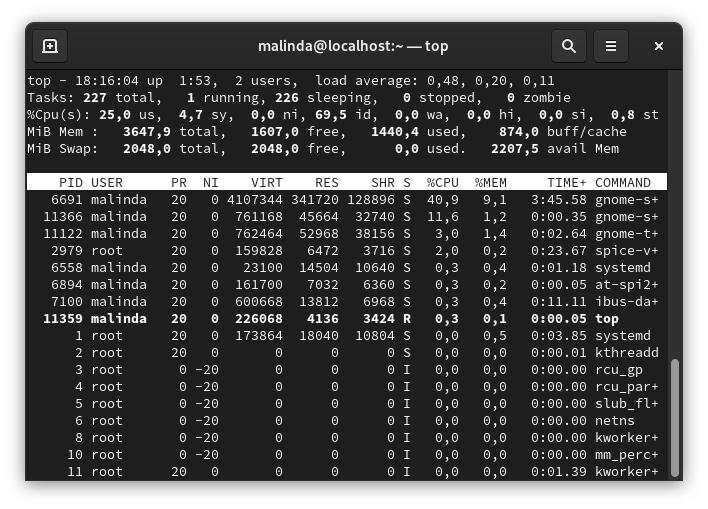 malinda@localhost:~ — top
top - 18:16:04 up  1:53,  2 users,  load average: 0,48, 0,20, 0,11
Tasks: 227 total,   1 running, 226 sleeping,   0 stopped,   0 zombie
%Cpu(s): 25,0 us,  4,7 sy,  0,0 ni, 69,5 id,  0,0 wa,  0,0 hi,  0,0 si,  0,8 st
MiB Mem :   3647,9 total,   1607,0 free,   1440,4 used,    874,0 buff/cache
MiB Swap:   2048,0 total,   2048,0 free,      0,0 used.   2207,5 avail Mem
PID USER      PR  NI    VIRT    RES    SHR S  %CPU  %MEM     TIME+ COMMAND
6691 malinda   20   0 4107344 341720 128896 S  40,9   9,1   3:45.58 gnome-s+
11366 malinda   20   0  761168  45664  32740 S  11,6   1,2   0:00.35 gnome-s+
11122 malinda   20   0  762464  52968  38156 S   3,0   1,4   0:02.64 gnome-t+
2979 root      20   0  159828   6472   3716 S   2,0   0,2   0:23.67 spice-v+
6558 malinda   20   0   23100  14504  10640 S   0,3   0,4   0:01.18 systemd
6894 malinda   20   0  161700   7032   6360 S   0,3   0,2   0:00.05 at-spi2+
7100 malinda   20   0  600668  13812   6968 S   0,3   0,4   0:11.11 ibus-da+
11359 malinda   20   0  226068   4136   3424 R   0,3   0,1   0:00.05 top
1 root      20   0  173864  18040  10804 S   0,0   0,5   0:03.85 systemd
2 root      20   0       0      0      0 S   0,0   0,0   0:00.01 kthreadd
3 root       0 -20       0      0      0 I   0,0   0,0   0:00.00 rcu_gp
4 root       0 -20       0      0      0 I   0,0   0,0   0:00.00 rcu_par+
5 root       0 -20       0      0      0 I   0,0   0,0   0:00.00 slub_fl+
6 root       0 -20       0      0      0 I   0,0   0,0   0:00.00 netns
8 root       0 -20       0      0      0 I   0,0   0,0   0:00.00 kworker+
10 root       0 -20       0      0      0 I   0,0   0,0   0:00.00 mm_perc+
11 root      20   0       0      0      0 I   0,0   0,0   0:01.39 kworker+